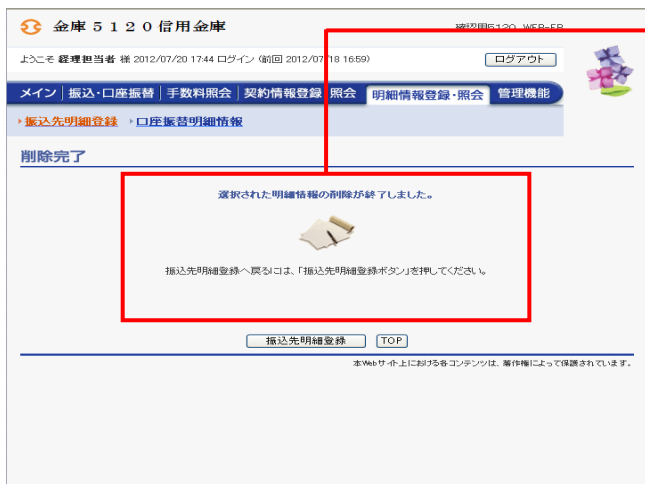 金庫5120信用金庫
確認用5120 WEB-FB
ようこそ 経理担当者 様 2012/07/20 17:44 ログイン (前回 2012/07/18 16:59)
ログアウト
メイン 振込・口座振替 手数料照会 契約情報登録 照会 明細情報登録・照会 管理機能
振込先明細登録 口座振替明細情報
削除完了
選択された明細情報の削除が終了しました。
振込先明細登録へ戻るには、「振込先明細登録ボタン」を押してください。
振込先明細登録 TOP
本Webサイト上における各コンテンツは、著作権によって保護されています。